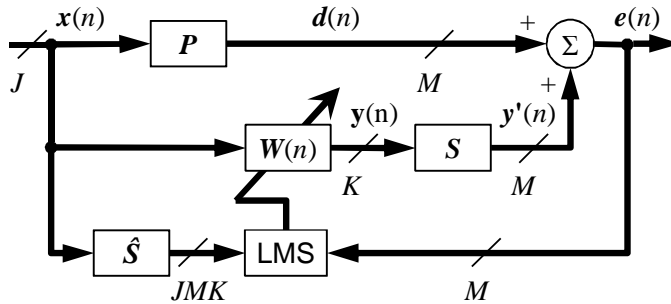 x(n) d(n) e(n)
+
P Σ
J M
+
y(n) y'(n)
W(n) S
K M
Ŝ LMS
JMK M